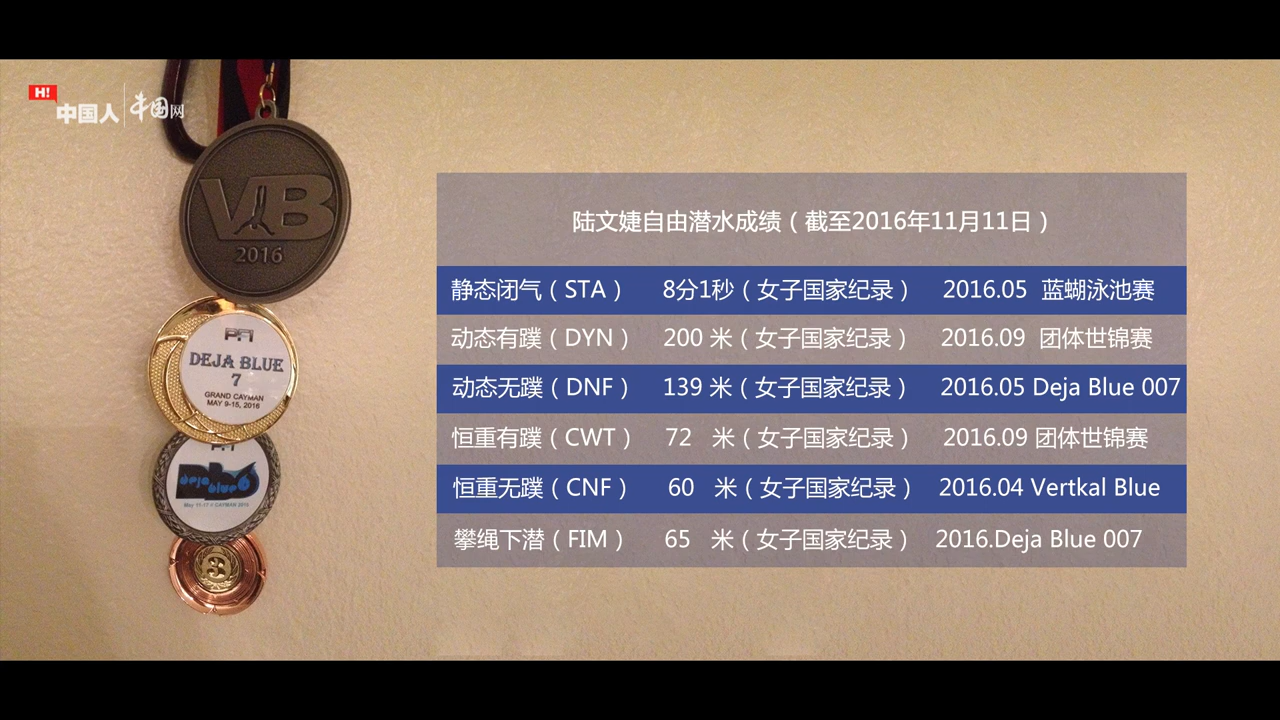 H!
中国人 中国网
VB
2016
PFI
DEJA BLUE
7
GRAND CAYMAN
MAY 9-15, 2016
PFI
deja
blue6
3
陆文婕自由潜水成绩（截至2016年11月11日）
静态闭气（STA） 8分1秒（女子国家纪录） 2016.05 蓝蝴泳池赛
动态有蹼（DYN） 200 米（女子国家纪录） 2016.09 团体世锦赛
动态无蹼（DNF） 139 米（女子国家纪录） 2016.05 Deja Blue 007
恒重有蹼（CWT） 72 米（女子国家纪录） 2016.09 团体世锦赛
恒重无蹼（CNF） 60 米（女子国家纪录） 2016.04 Vertkal Blue
攀绳下潜（FIM） 65 米（女子国家纪录） 2016.Deja Blue 007